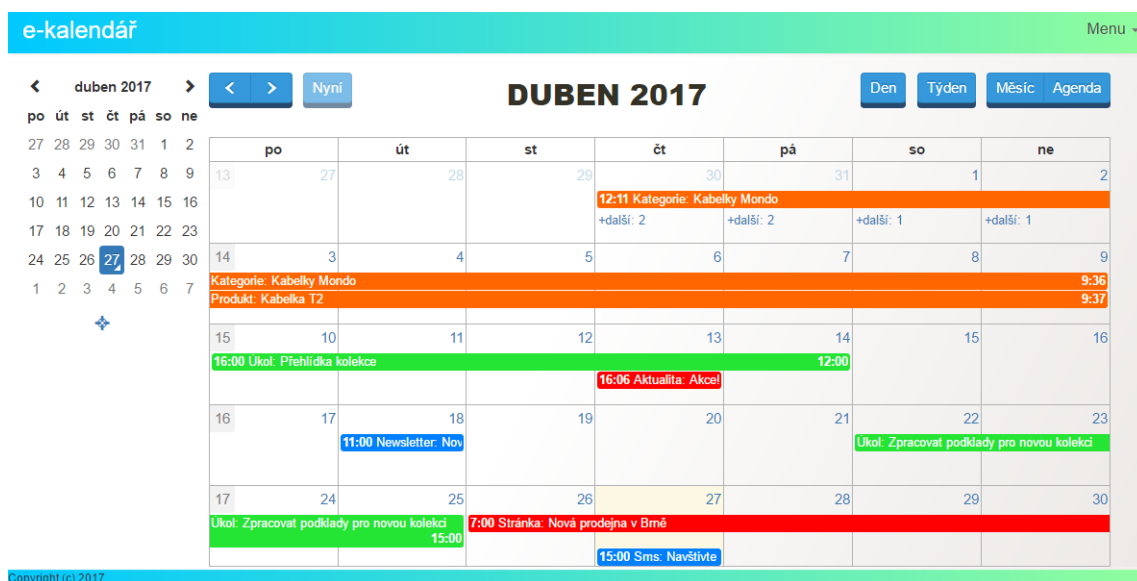 e-kalendář
Menu
duben 2017
po út st čt pá so ne
27 28 29 30 31 1 2
3 4 5 6 7 8 9
10 11 12 13 14 15 16
17 18 19 20 21 22 23
24 25 26 27 28 29 30
1 2 3 4 5 6 7
Nyní
DUBEN 2017
Den Týden Měsíc Agenda
po út st čt pá so ne
13 27 28 29 30 31 1 2
12:11 Kategorie: Kabelky Mondo
+další: 2 +další: 2 +další: 1 +další: 1
14 3 4 5 6 7 8 9
Kategorie: Kabelky Mondo 9:36
Produkt: Kabelka T2 9:37
15 10 11 12 13 14 15 16
16:00 Úkol: Přehlídka kolekce 12:00
16:06 Aktualita: Akce!
16 17 18 19 20 21 22 23
11:00 Newsletter: Nov
Úkol: Zpracovat podklady pro novou kolekci
17 24 25 26 27 28 29 30
Úkol: Zpracovat podklady pro novou kolekci
15:00
7:00 Stránka: Nová prodejna v Brně
15:00 Sms: Navštivte
Copyright (c) 2017